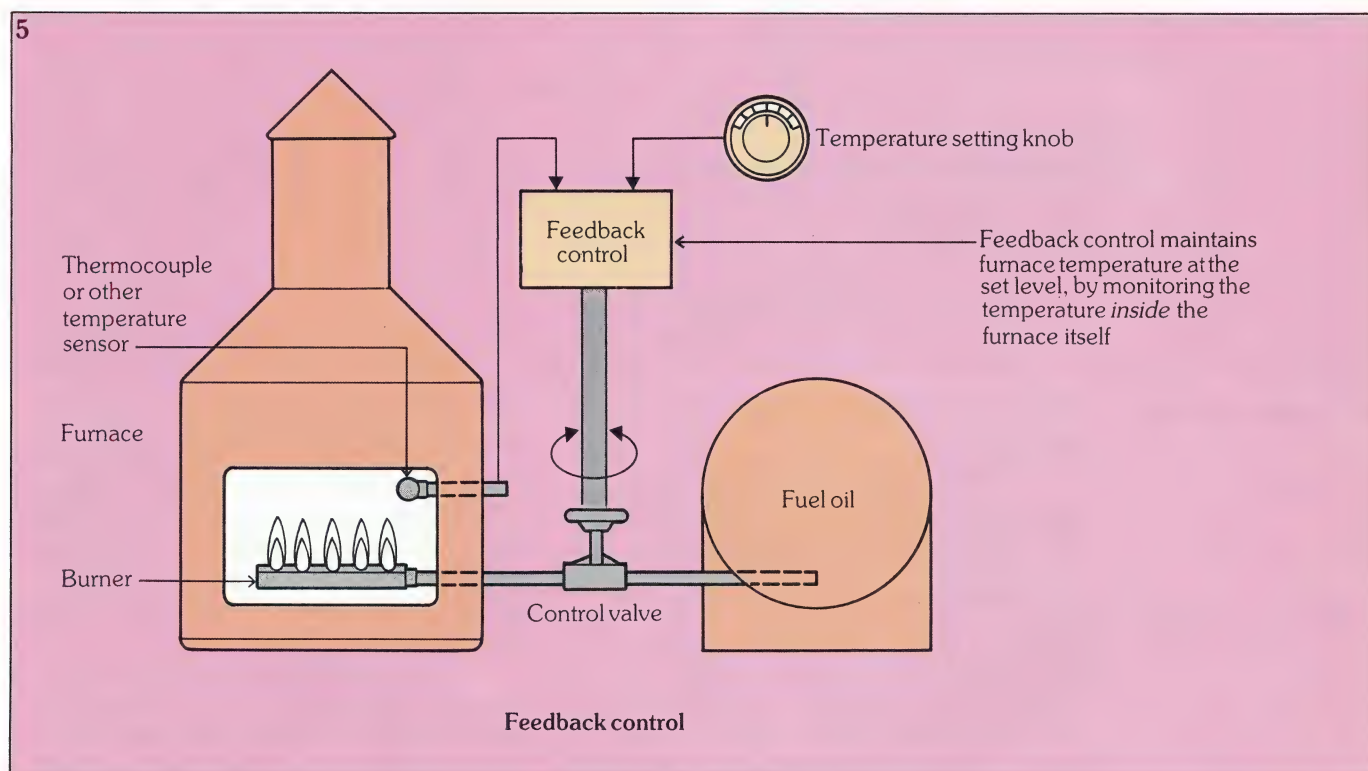 5
Temperature setting knob
Feedback
control
Feedback control maintains
furnace temperature at the
set level, by monitoring the
temperature inside the
furnace itself
Thermocouple
or other
temperature
sensor
Furnace
Fuel oil
Burner
Control valve
Feedback control